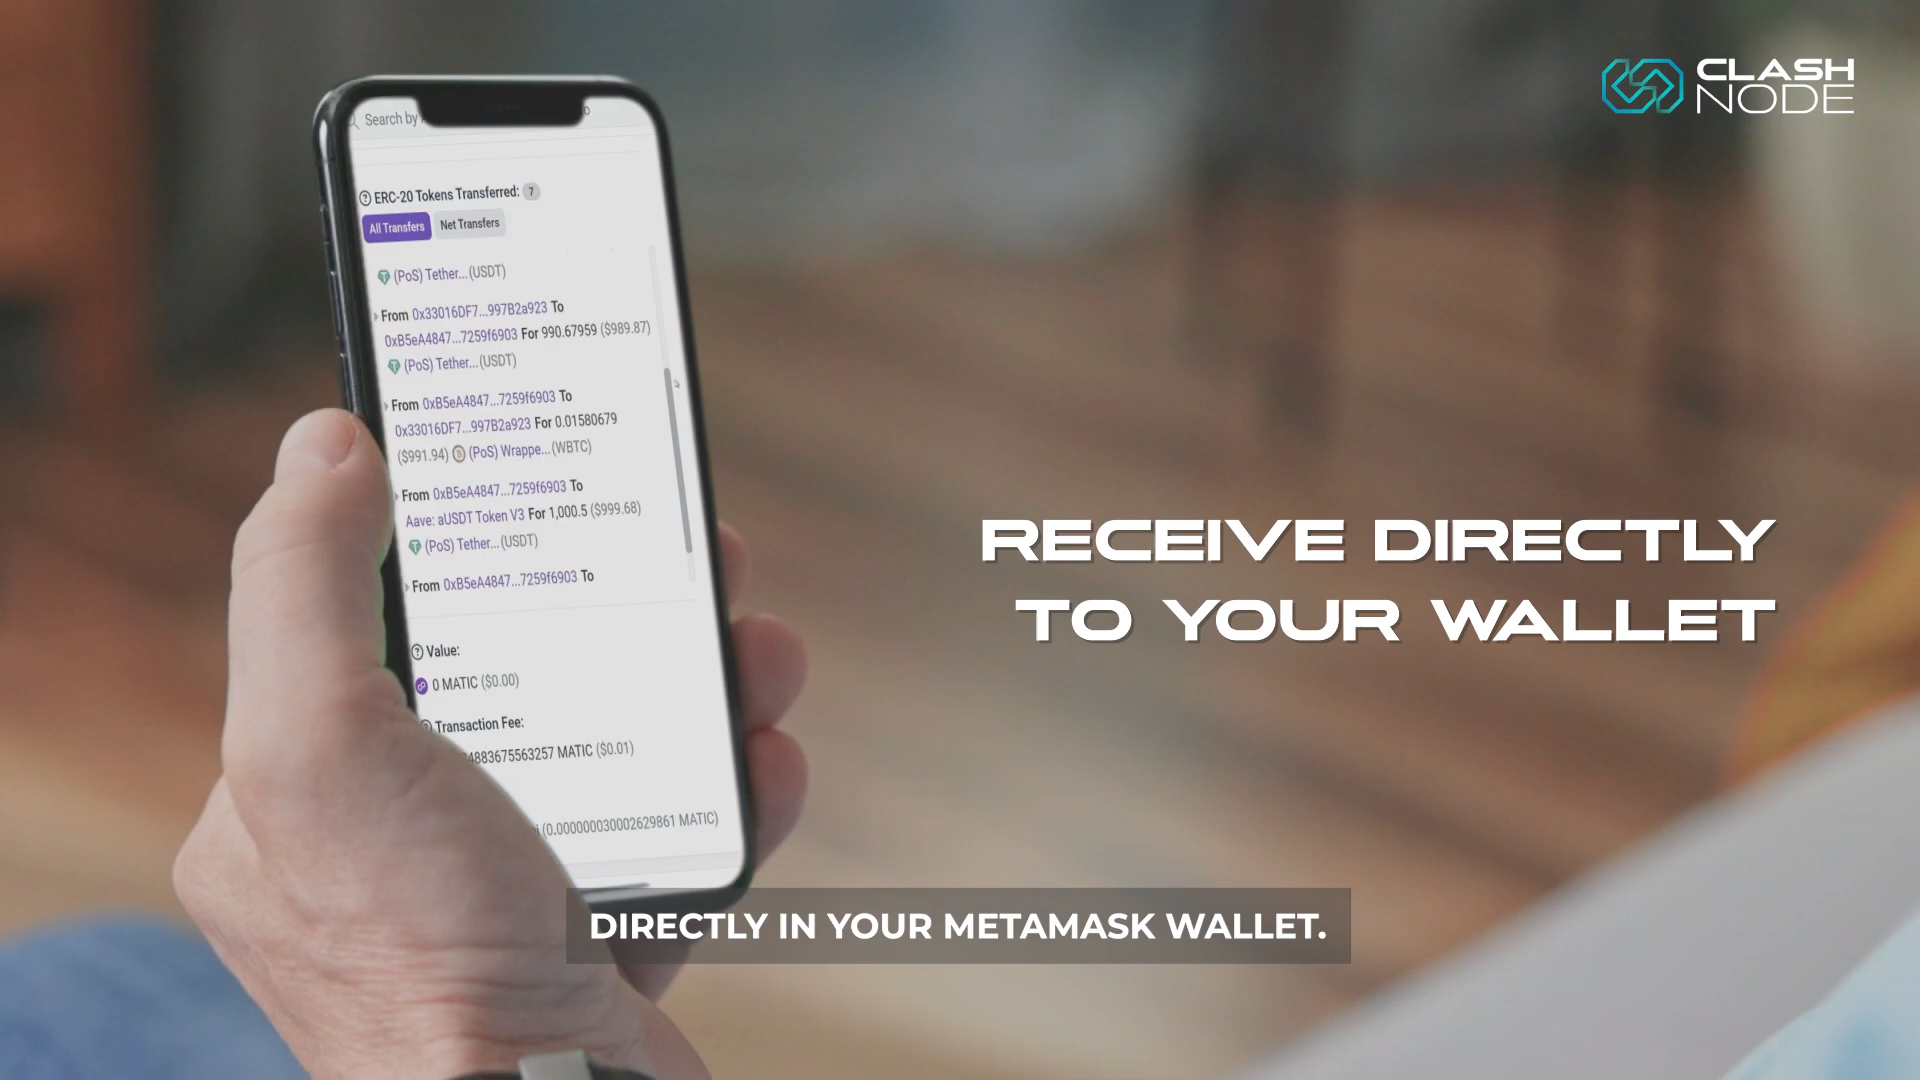 CLASH
NODE
Search by
ERC-20 Tokens Transferred: 7
All Transfers Net Transfers
(PoS) Tether... (USDT)
From 0x33016DF7...997B2a923 To
0xB5eA4847...7259f6903 For 990.67959 ($989.87)
(PoS) Tether... (USDT)
From 0xB5eA4847...7259f6903 To
0x33016DF7...997B2a923 For 0.01580679
($991.94) (PoS) Wrappe... (WBTC)
From 0xB5eA4847...7259f6903 To
Aave: aUSDT Token V3 For 1,000.5 ($999.68)
(PoS) Tether... (USDT)
From 0xB5eA4847...7259f6903 To
Value:
0 MATIC ($0.00)
Transaction Fee:
4883675563257 MATIC ($0.01)
(0.000000030002629861 MATIC)
RECEIVE DIRECTLY
TO YOUR WALLET
DIRECTLY IN YOUR METAMASK WALLET.